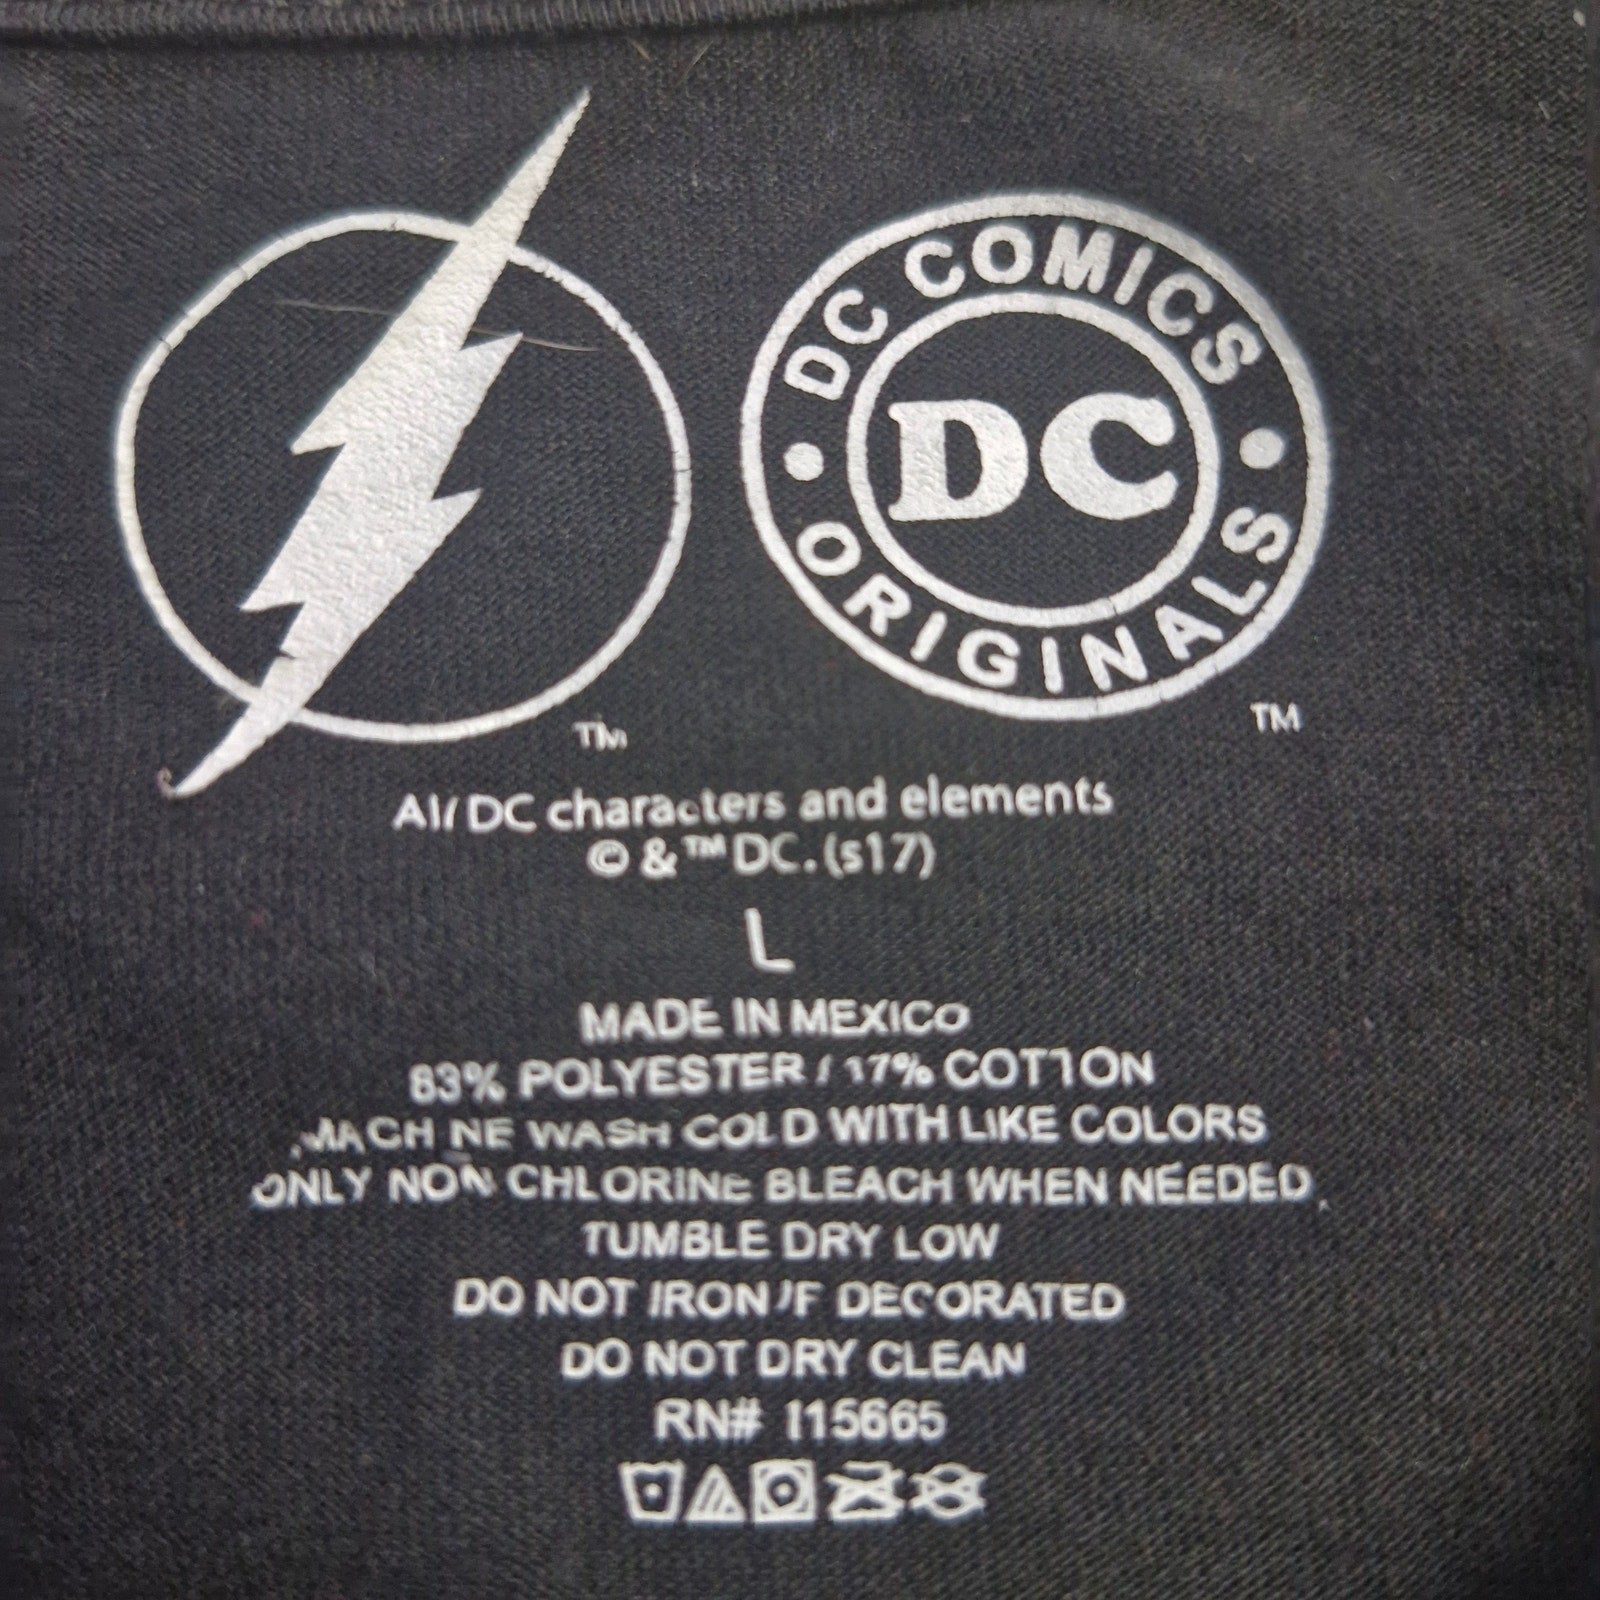 DC COMICS
DC
ORIGINALS
TM
TM
All DC characters and elements
© & ™ DC. (s17)
L
MADE IN MEXICO
83% POLYESTER / 17% COTTON
MACHINE WASH COLD WITH LIKE COLORS
ONLY NON CHLORINE BLEACH WHEN NEEDED
TUMBLE DRY LOW
DO NOT IRON IF DECORATED
DO NOT DRY CLEAN
RN# 115665